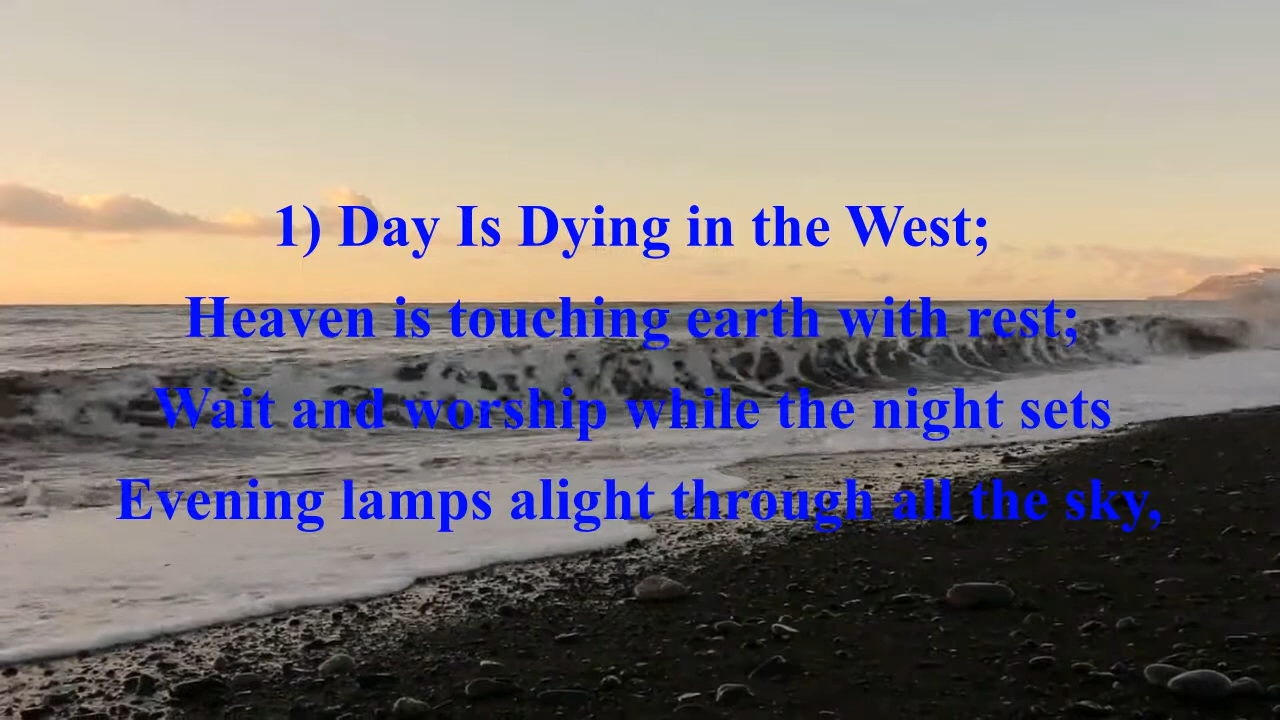 1) Day Is Dying in the West;
Heaven is touching earth with rest;
Wait and worship while the night sets
Evening lamps alight through all the sky,